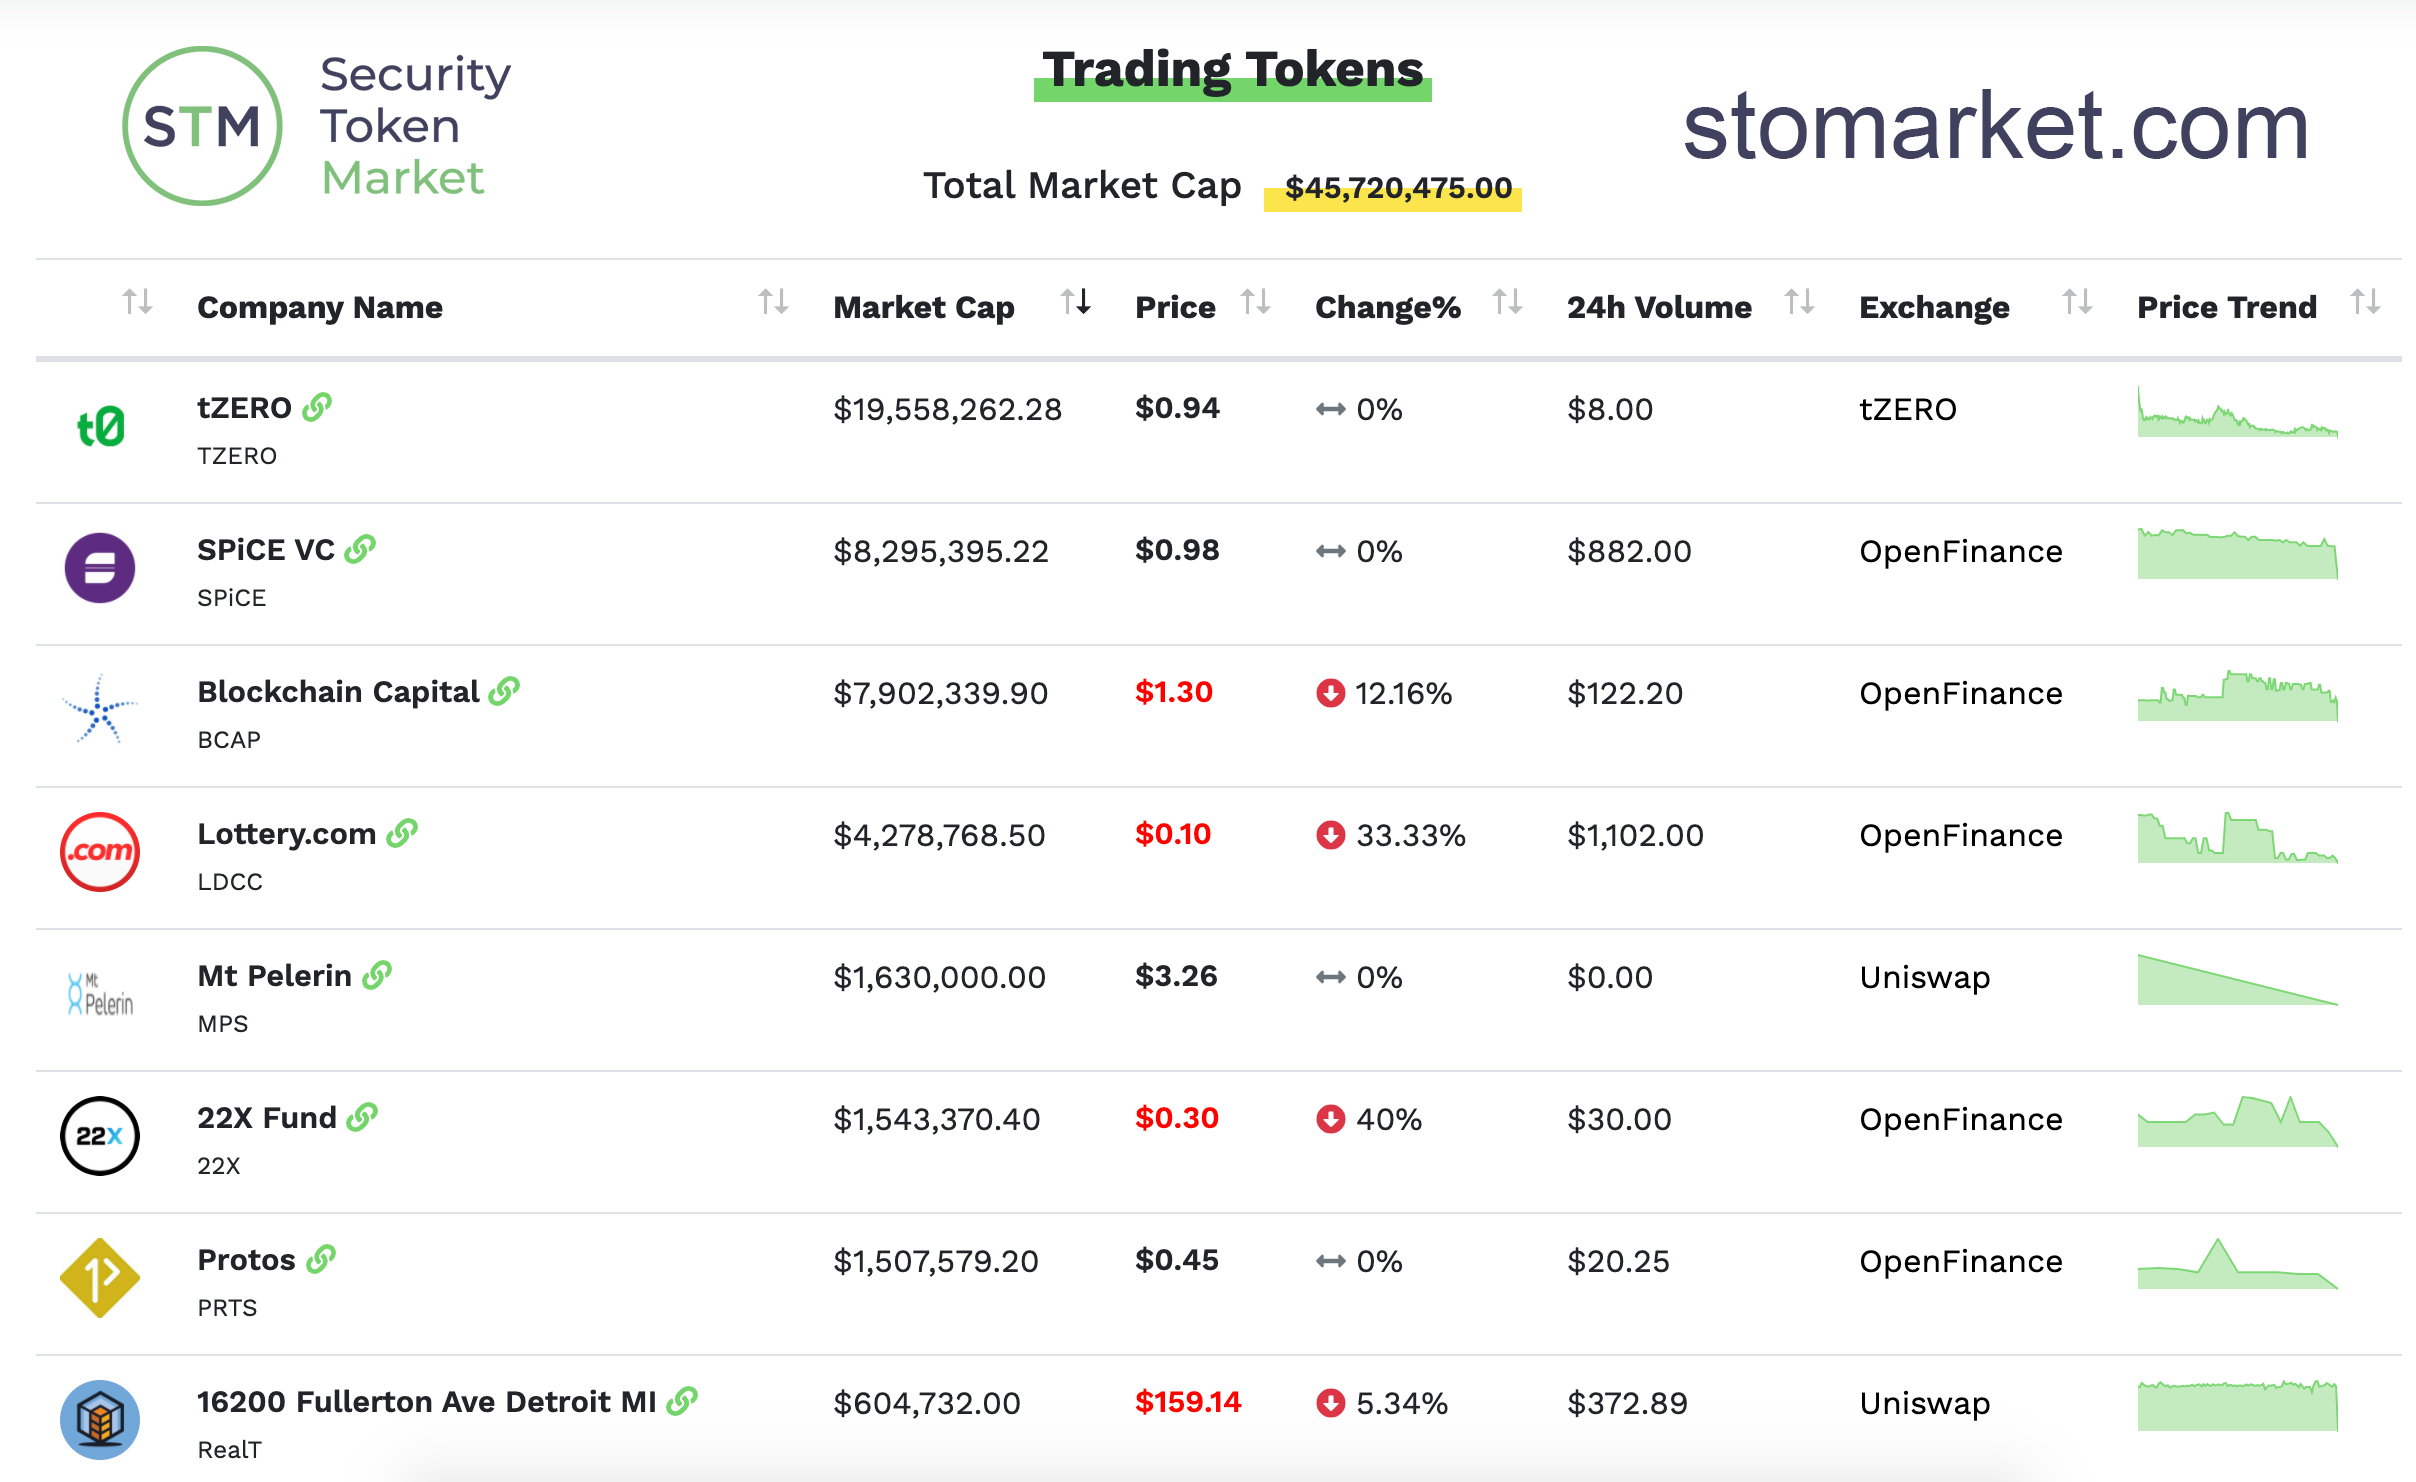 STM
Security
Token
Market
Trading Tokens
Total Market Cap $45,720,475.00
stomarket.com
Company Name Market Cap Price Change% 24h Volume Exchange Price Trend
t0
tZERO $19,558,262.28 $0.94 0% $8.00 tZERO
TZERO
SPiCE VC $8,295,395.22 $0.98 0% $882.00 OpenFinance
SPiCE
Blockchain Capital $7,902,339.90 $1.30 12.16% $122.20 OpenFinance
BCAP
.com
Lottery.com $4,278,768.50 $0.10 33.33% $1,102.00 OpenFinance
LDCC
Mt
Pelerin
Mt Pelerin $1,630,000.00 $3.26 0% $0.00 Uniswap
MPS
22X
22X Fund $1,543,370.40 $0.30 40% $30.00 OpenFinance
22X
Protos $1,507,579.20 $0.45 0% $20.25 OpenFinance
PRTS
16200 Fullerton Ave Detroit MI $604,732.00 $159.14 5.34% $372.89 Uniswap
RealT